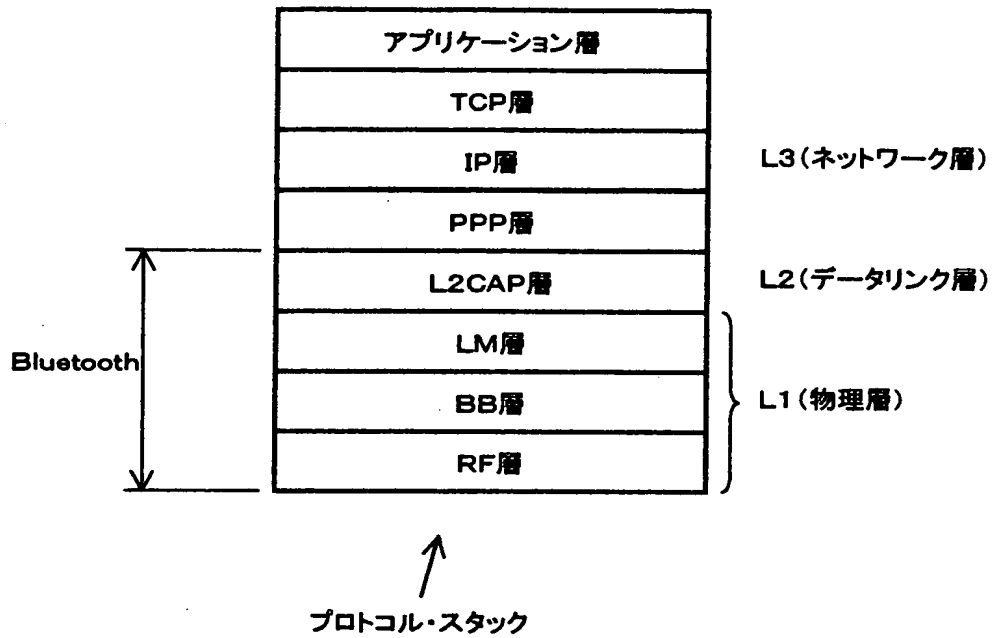 アプリケーション層
TCP層
IP層
L3(ネットワーク層)
PPP層
L2CAP層
L2(データリンク層)
LM層
Bluetooth
BB層
L1(物理層)
RF層
プロトコル・スタック